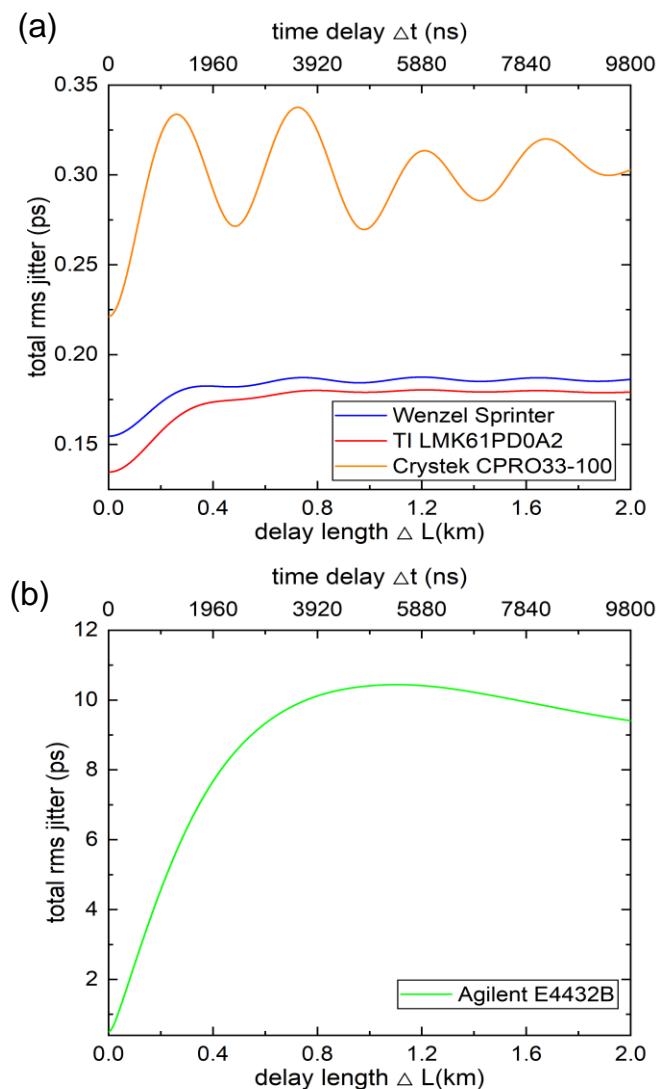 (a)
time delay △t (ns)
0 1960 3920 5880 7840 9800
0.35
0.30
0.25
0.20
0.15
total rms jitter (ps)
Wenzel Sprinter
TI LMK61PD0A2
Crystek CPRO33-100
0.0 0.4 0.8 1.2 1.6 2.0
delay length △ L(km)
(b)
time delay △t (ns)
0 1960 3920 5880 7840 9800
12
10
8
6
4
2
total rms jitter (ps)
Agilent E4432B
0.0 0.4 0.8 1.2 1.6 2.0
delay length △ L(km)